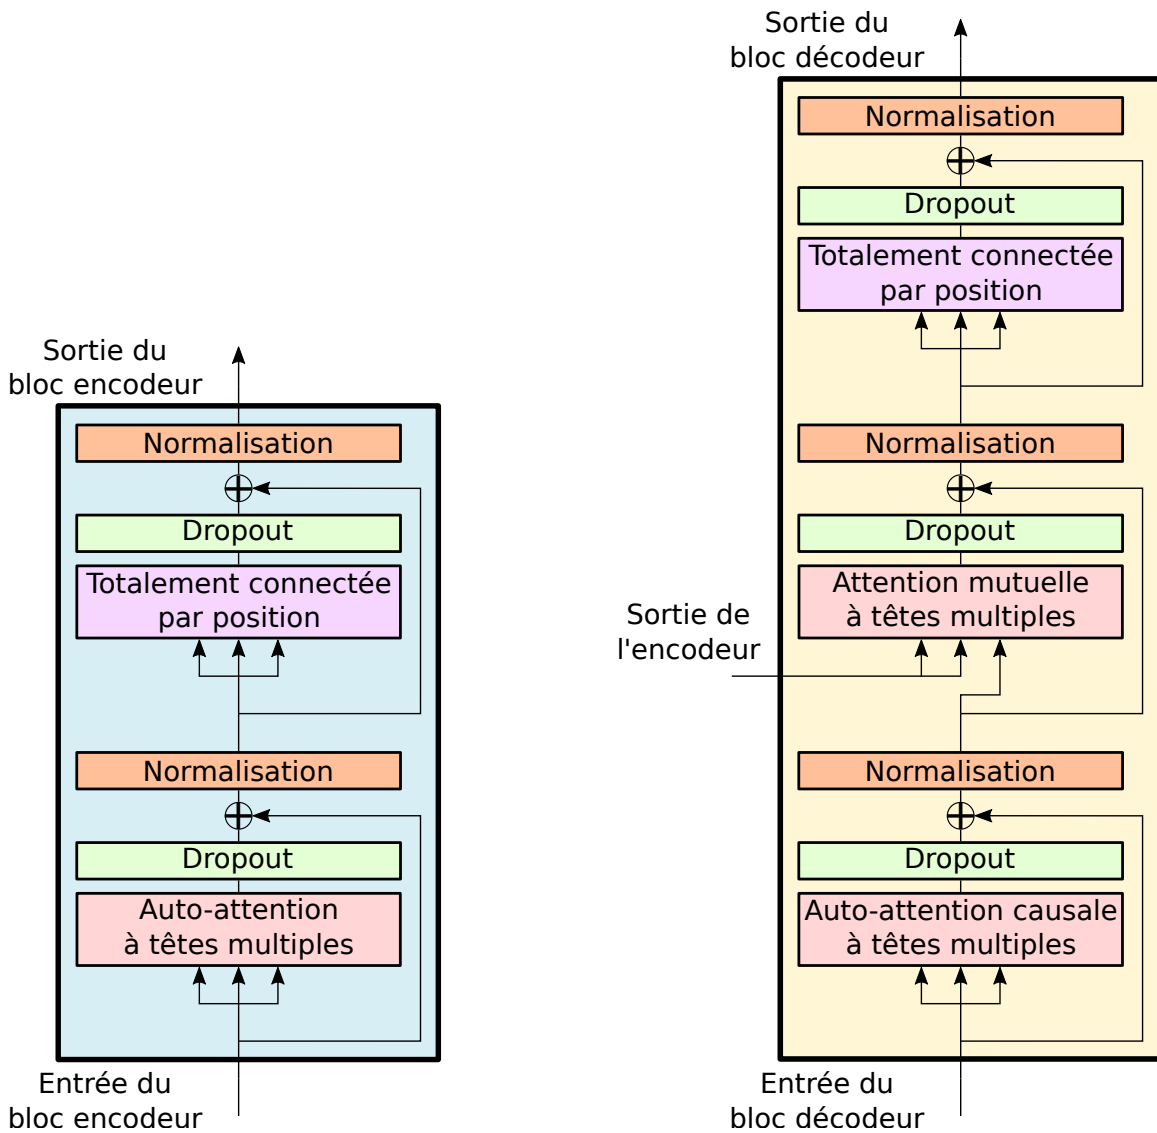 Sortie du
bloc encodeur
Normalisation
Dropout
Totalement connectée
par position
Normalisation
Dropout
Auto-attention
à têtes multiples
Entrée du
bloc encodeur
Sortie du
bloc décodeur
Normalisation
Dropout
Totalement connectée
par position
Normalisation
Dropout
Attention mutuelle
à têtes multiples
Sortie de
l'encodeur
Normalisation
Dropout
Auto-attention causale
à têtes multiples
Entrée du
bloc décodeur